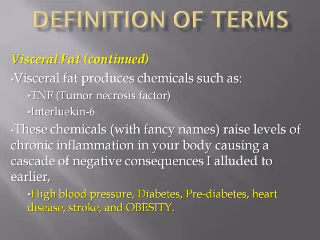 DEFINITION OF TERMS
Visceral Fat (continued)
•Visceral fat produces chemicals such as:
•TNF (Tumor necrosis factor)
•Interluekin-6
•These chemicals (with fancy names) raise levels of
chronic inflammation in your body causing a
cascade of negative consequences I alluded to
earlier,
•High blood pressure, Diabetes, Pre-diabetes, heart
disease, stroke, and OBESITY.